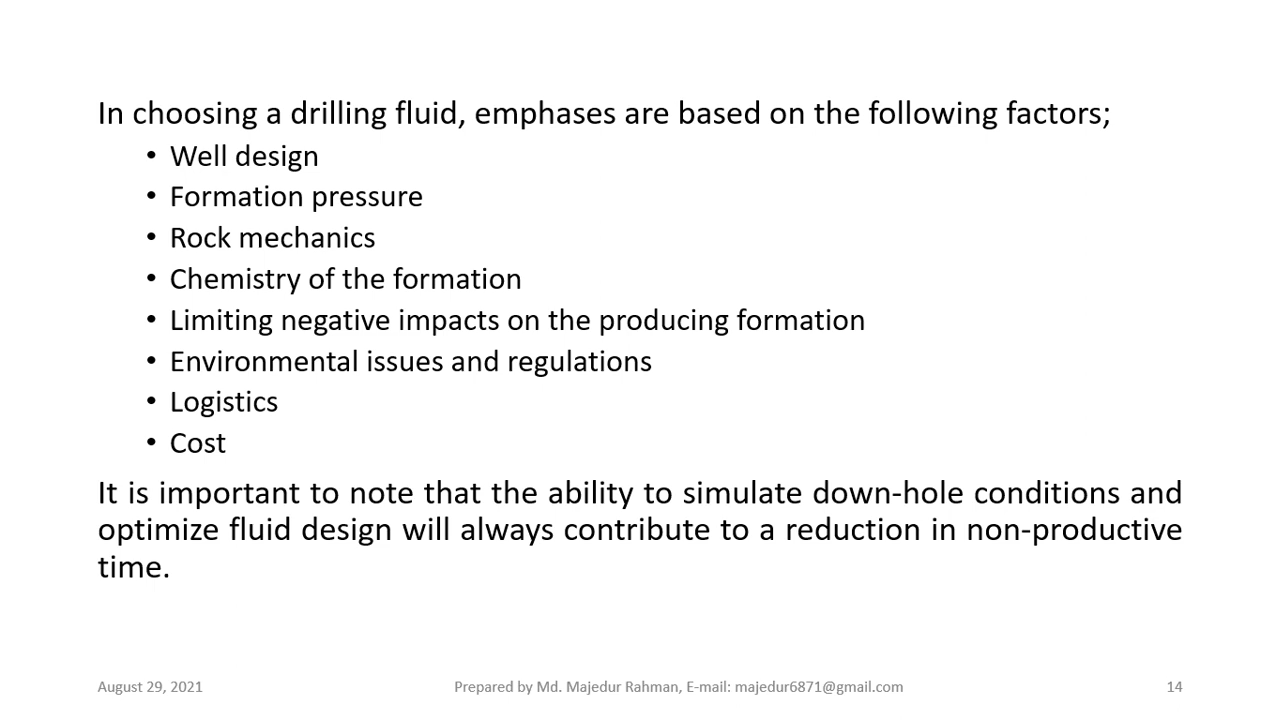 In choosing a drilling fluid, emphases are based on the following factors;
• Well design
• Formation pressure
• Rock mechanics
• Chemistry of the formation
• Limiting negative impacts on the producing formation
• Environmental issues and regulations
• Logistics
• Cost
It is important to note that the ability to simulate down-hole conditions and
optimize fluid design will always contribute to a reduction in non-productive
time.
August 29, 2021
Prepared by Md. Majedur Rahman, E-mail: majedur6871@gmail.com
14